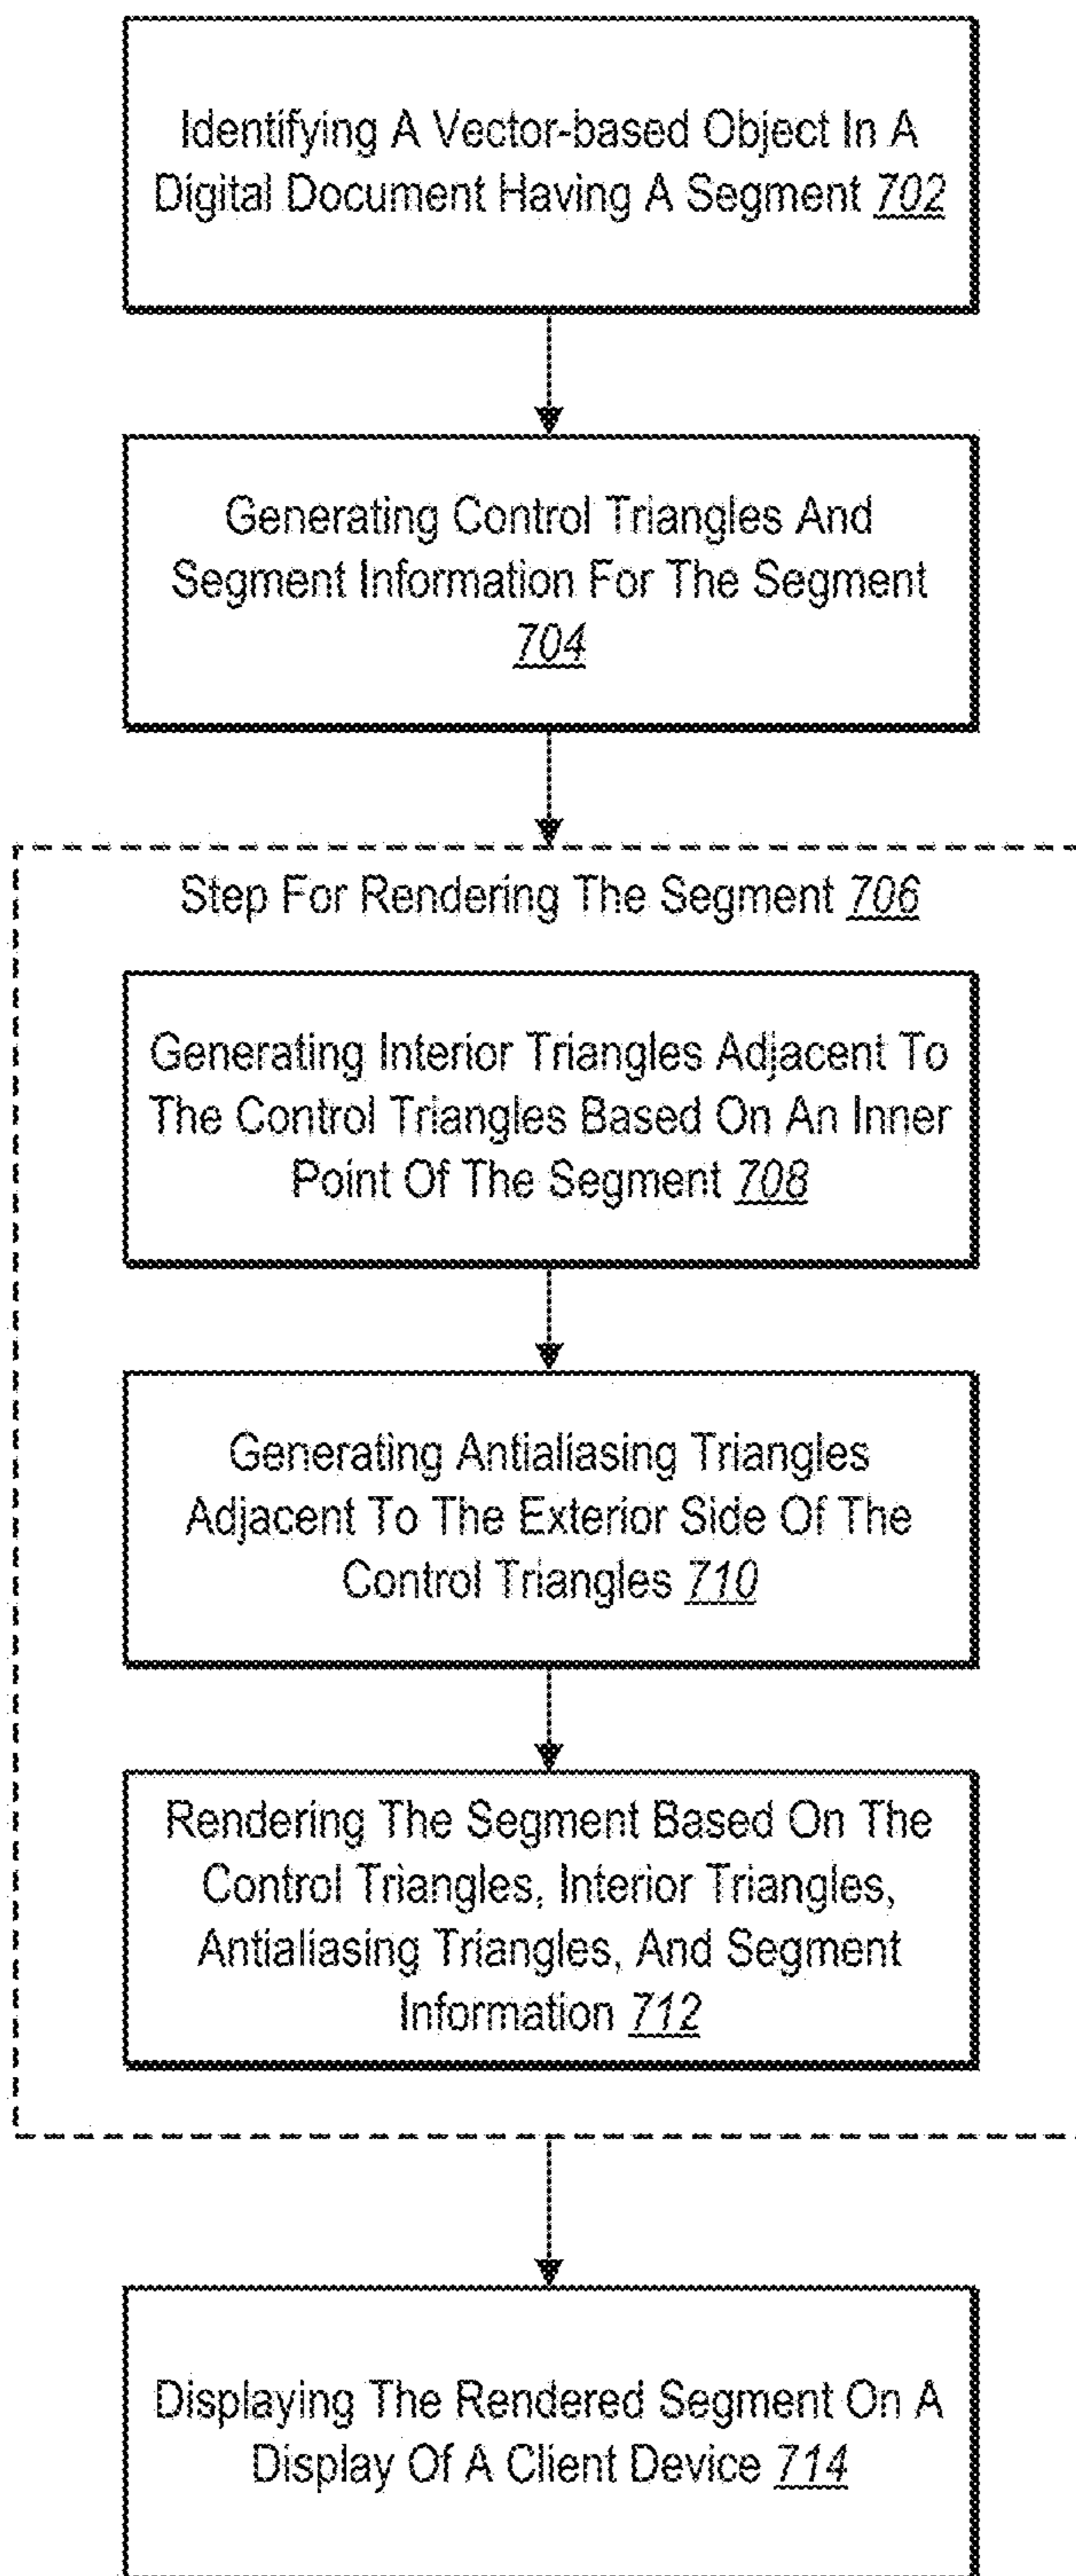 Identifying A Vector-based Object In A
Digital Document Having A Segment 702
Generating Control Triangles And
Segment Information For The Segment
704
Step For Rendering The Segment 706
Generating Interior Triangles Adjacent To
The Control Triangles Based On An Inner
Point Of The Segment 708
Generating Antialiasing Triangles
Adjacent To The Exterior Side Of The
Control Triangles 710
Rendering The Segment Based On The
Control Triangles, Interior Triangles,
Antialiasing Triangles, And Segment
Information 712
Displaying The Rendered Segment On A
Display Of A Client Device 714